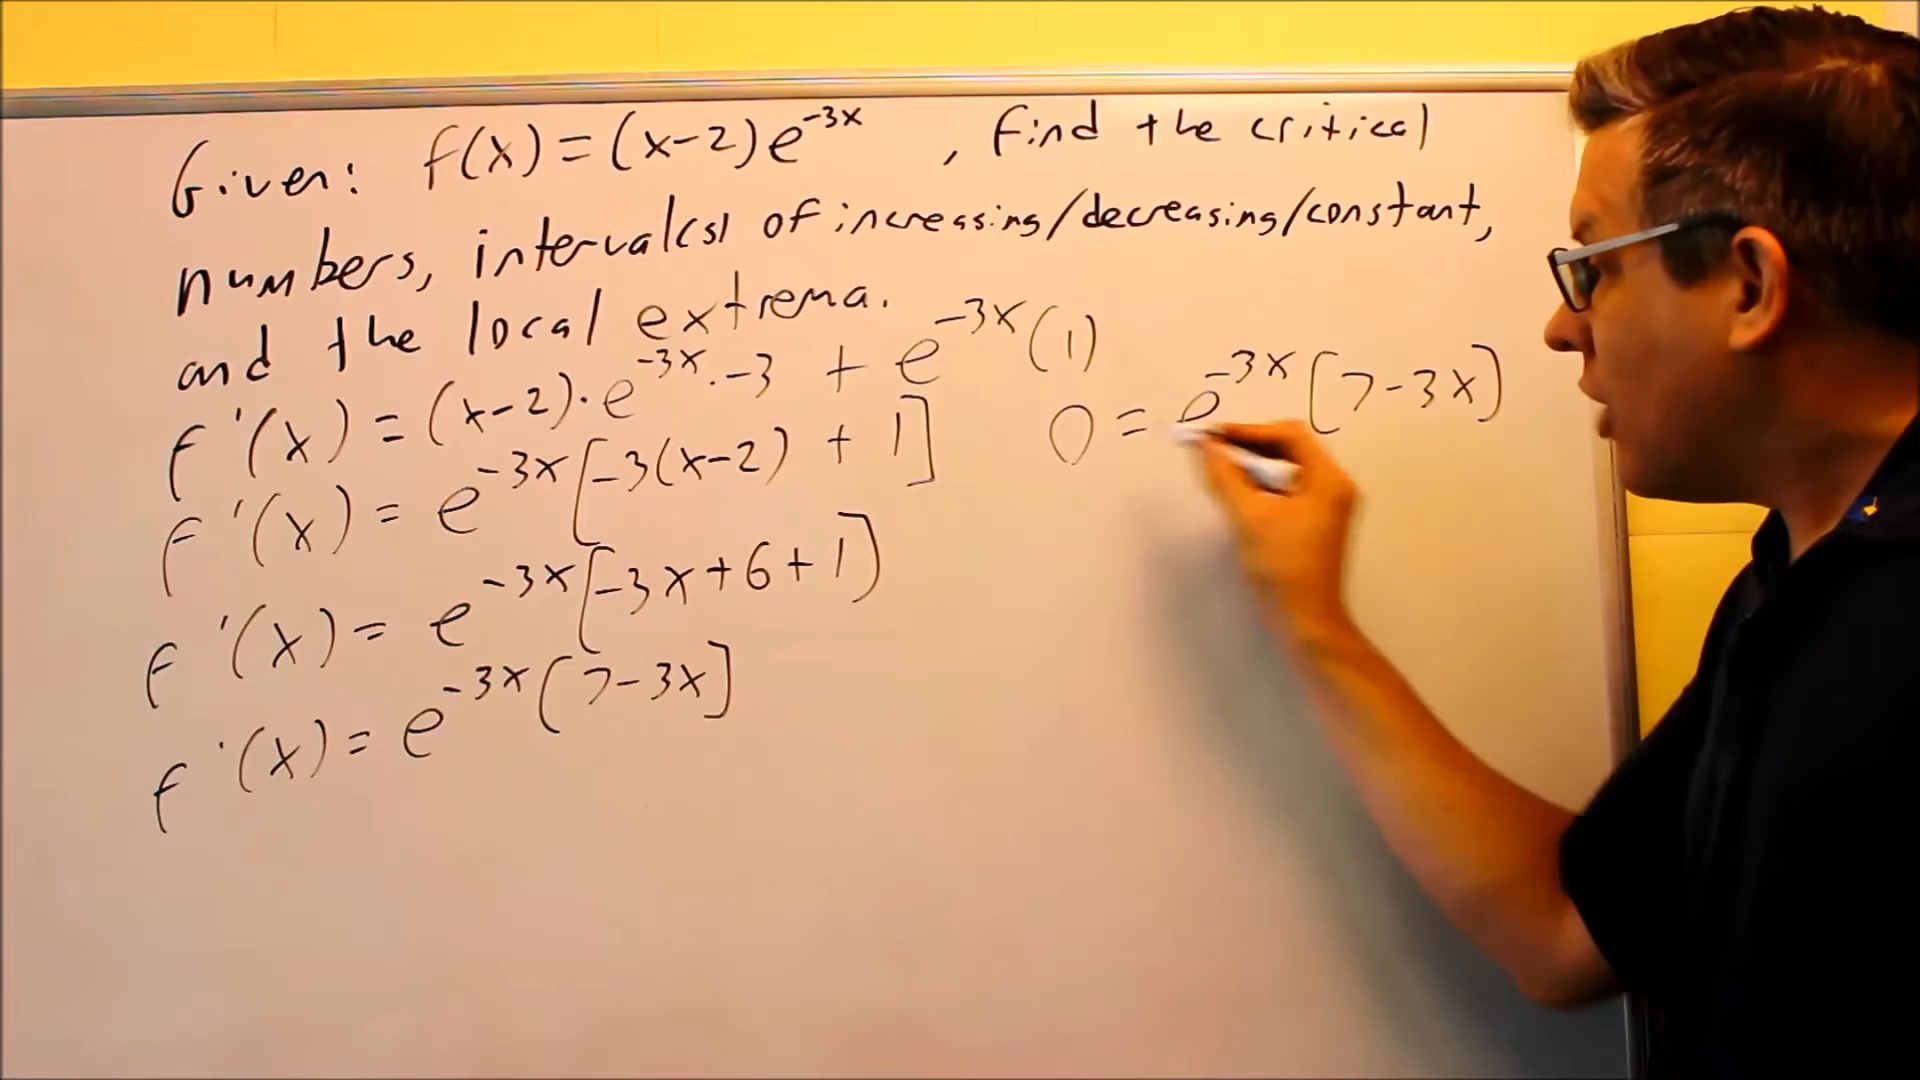 Given: f(x) = (x-2)e^{-3x}, find the critical
numbers, interval(s) of increasing/decreasing/constant,
and the local extrema.
f'(x) = (x-2)·e^{-3x}·-3 + e^{-3x}(1)
f'(x) = e^{-3x}[-3(x-2) + 1]
f'(x) = e^{-3x}[-3x+6+1]
f'(x) = e^{-3x}[7-3x]
0 = e^{-3x}[7-3x]